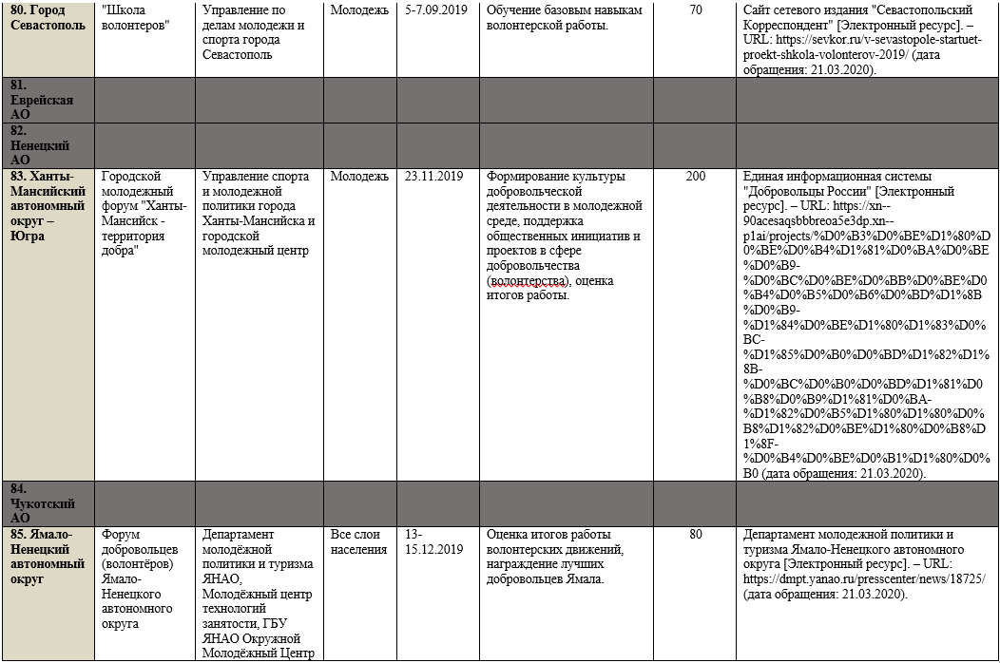 80. Город
Севастополь
"Школа
волонтеров"
Управление по
делам молодежи и
спорта города
Севастополь
Молодежь
5-7.09.2019
Обучение базовым навыкам
волонтерской работы.
70
Сайт сетевого издания "Севастопольский
Корреспондент" [Электронный ресурс]. –
URL: https://sevkor.ru/v-sevastopole-startuet-
proekt-shkola-volonterov-2019/ (дата
обращения: 21.03.2020).
81.
Еврейская
АО
82.
Ненецкий
АО
83. Ханты-
Мансийский
автономный
округ –
Югра
Городской
молодежный
форум "Ханты-
Мансийск -
территория
добра"
Управление спорта
и молодежной
политики города
Ханты-Мансийска и
городской
молодежный центр
Молодежь
23.11.2019
Формирование культуры
добровольческой
деятельности в молодежной
среде, поддержка
общественных инициатив и
проектов в сфере
добровольчества
(волонтерства), оценка
итогов работы.
200
Единая информационная системы
"Добровольцы России" [Электронный
ресурс]. – URL: https://xn--
90acesaqsbbbreoa5e3dp.xn--
p1ai/projects/%D0%B3%D0%BE%D1%80%D
0%BE%D0%B4%D1%81%D0%BA%D0%BE
%D0%B9-
%D0%BC%D0%BE%D0%BB%D0%BE%D0
%B4%D0%B5%D0%B6%D0%BD%D1%8B
%D0%B9-
%D1%84%D0%BE%D1%80%D1%83%D0%
BC-
%D1%85%D0%B0%D0%BD%D1%82%D1%
8B-
%D0%BC%D0%B0%D0%BD%D1%81%D0
%B8%D0%B9%D1%81%D0%BA-
%D1%82%D0%B5%D1%80%D1%80%D0%
B8%D1%82%D0%BE%D1%80%D0%B8%D
1%8F-
%D0%B4%D0%BE%D0%B1%D1%80%D0%
B0 (дата обращения: 21.03.2020).
84.
Чукотский
АО
85. Ямало-
Ненецкий
автономный
округ
Форум
добровольцев
(волонтёров)
Ямало-
Ненецкого
автономного
округа
Департамент
молодёжной
политики и туризма
ЯНАО,
Молодёжный центр
технологий
занятости, ГБУ
ЯНАО Окружной
Молодёжный Центр
Все слои
населения
13-
15.12.2019
Оценка итогов работы
волонтерских движений,
награждение лучших
добровольцев Ямала.
80
Департамент молодежной политики и
туризма Ямало-Ненецкого автономного
округа [Электронный ресурс]. – URL:
https://dmpt.yanao.ru/presscenter/news/18725/
(дата обращения: 21.03.2020).